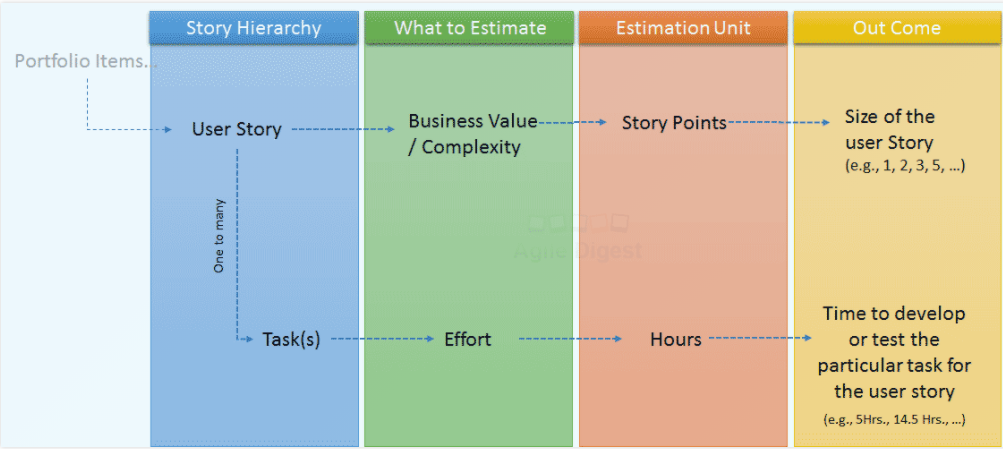 Story Hierarchy
What to Estimate
Estimation Unit
Out Come
Portfolio Items...
User Story
Business Value
/ Complexity
Story Points
Size of the
user Story
(e.g., 1, 2, 3, 5, ...)
One to many
Agile Digest
Task(s)
Effort
Hours
Time to develop
or test the
particular task for
the user story
(e.g., 5Hrs., 14.5 Hrs., ...)